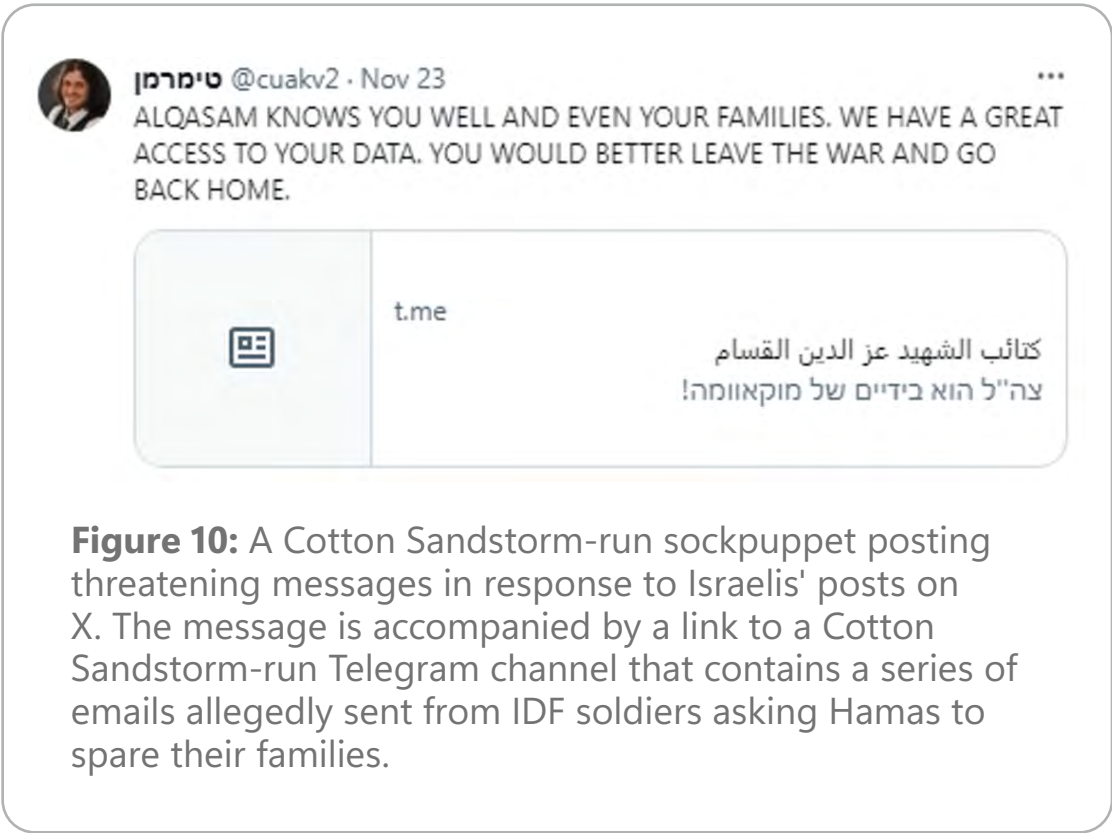 טימרמן @cuakv2 · Nov 23
ALQASAM KNOWS YOU WELL AND EVEN YOUR FAMILIES. WE HAVE A GREAT
ACCESS TO YOUR DATA. YOU WOULD BETTER LEAVE THE WAR AND GO
BACK HOME.
t.me
كتائب الشهيد عز الدين القسام
צה"ל הוא בידיים של מוקאוומה!
Figure 10: A Cotton Sandstorm-run sockpuppet posting
threatening messages in response to Israelis' posts on
X. The message is accompanied by a link to a Cotton
Sandstorm-run Telegram channel that contains a series of
emails allegedly sent from IDF soldiers asking Hamas to
spare their families.